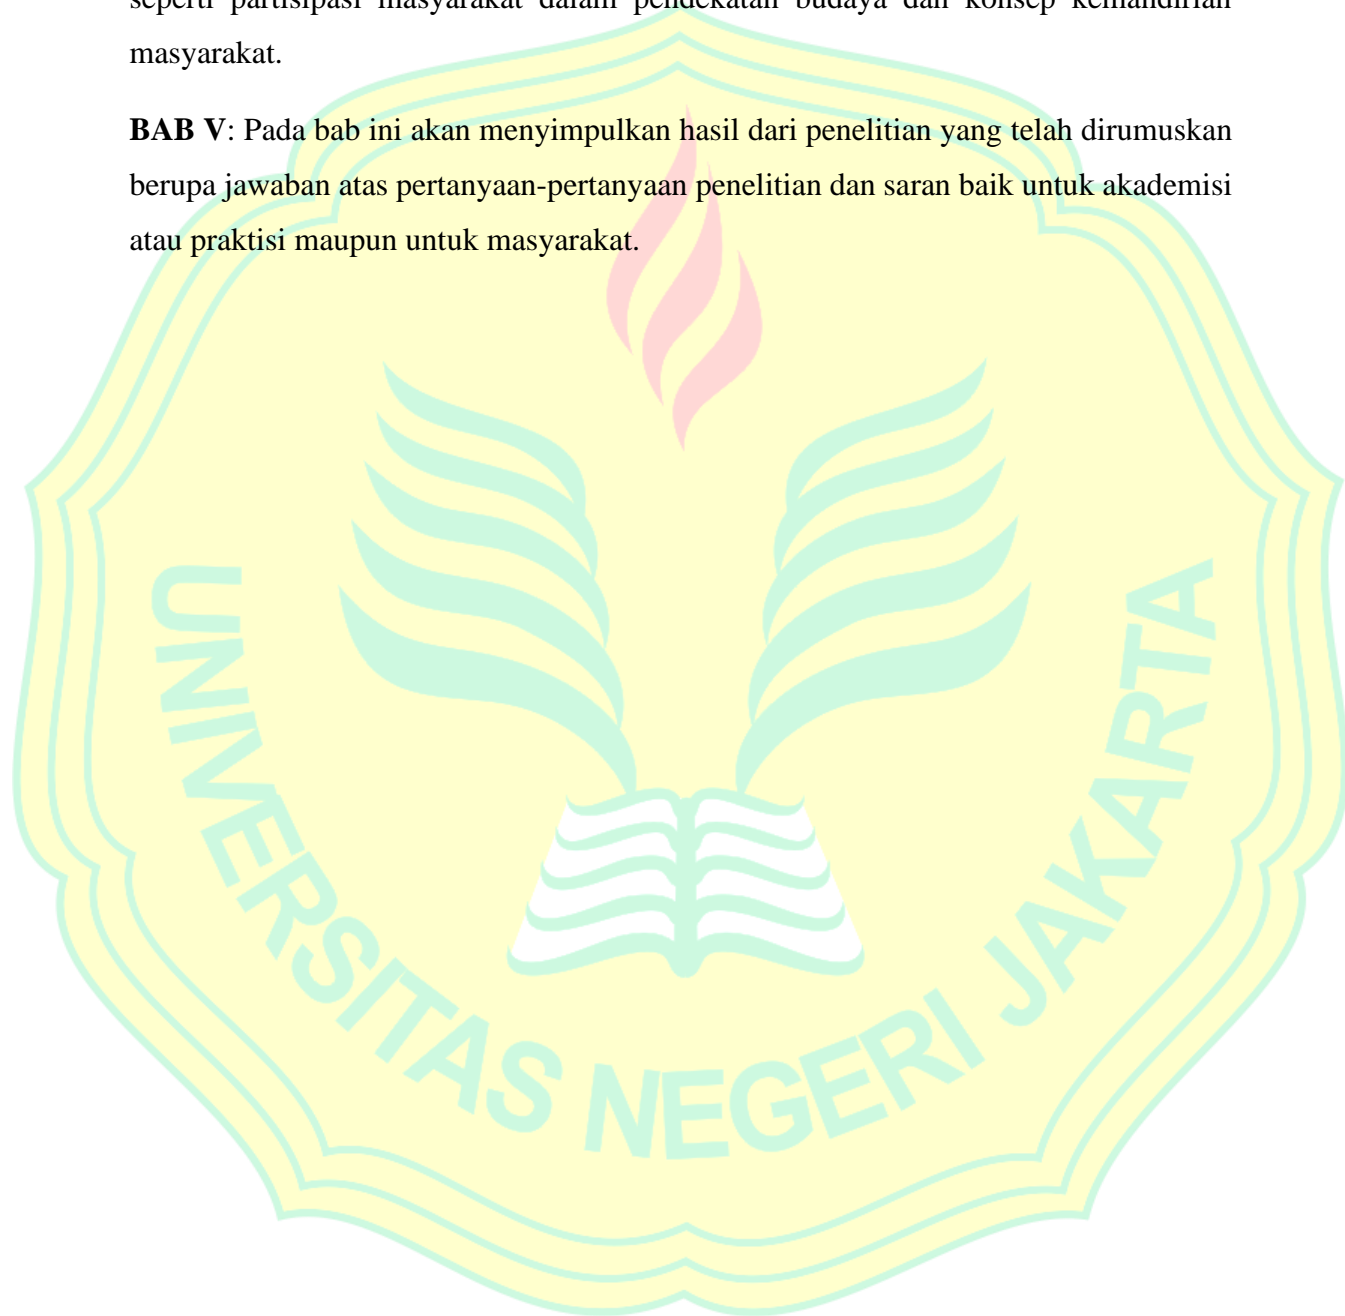 seperti partisipasi masyarakat dalam pendekatan budaya dan konsep kemandirian
masyarakat.
BAB V: Pada bab ini akan menyimpulkan hasil dari penelitian yang telah dirumuskan
berupa jawaban atas pertanyaan-pertanyaan penelitian dan saran baik untuk akademisi
atau praktisi maupun untuk masyarakat.
UNIVERSITAS NEGERI JAKARTA